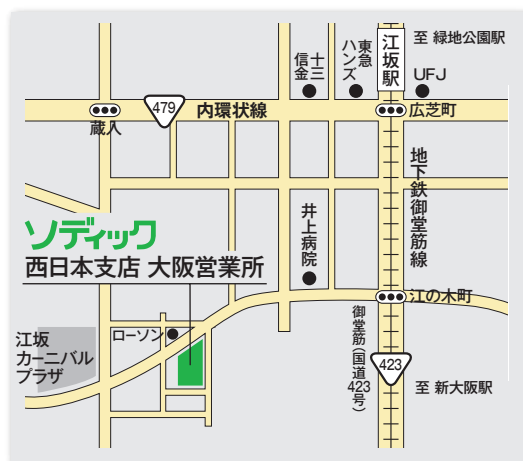 至 緑地公園駅
江坂駅
東急
ハンズ
十三
信金
UFJ
479
内環状線
広芝町
蔵人
地下鉄御堂筋線
ソディック
西日本支店 大阪営業所
井上病院
江の木町
ローソン
江坂
カーニバル
プラザ
御堂筋(国道423号)
423
至 新大阪駅